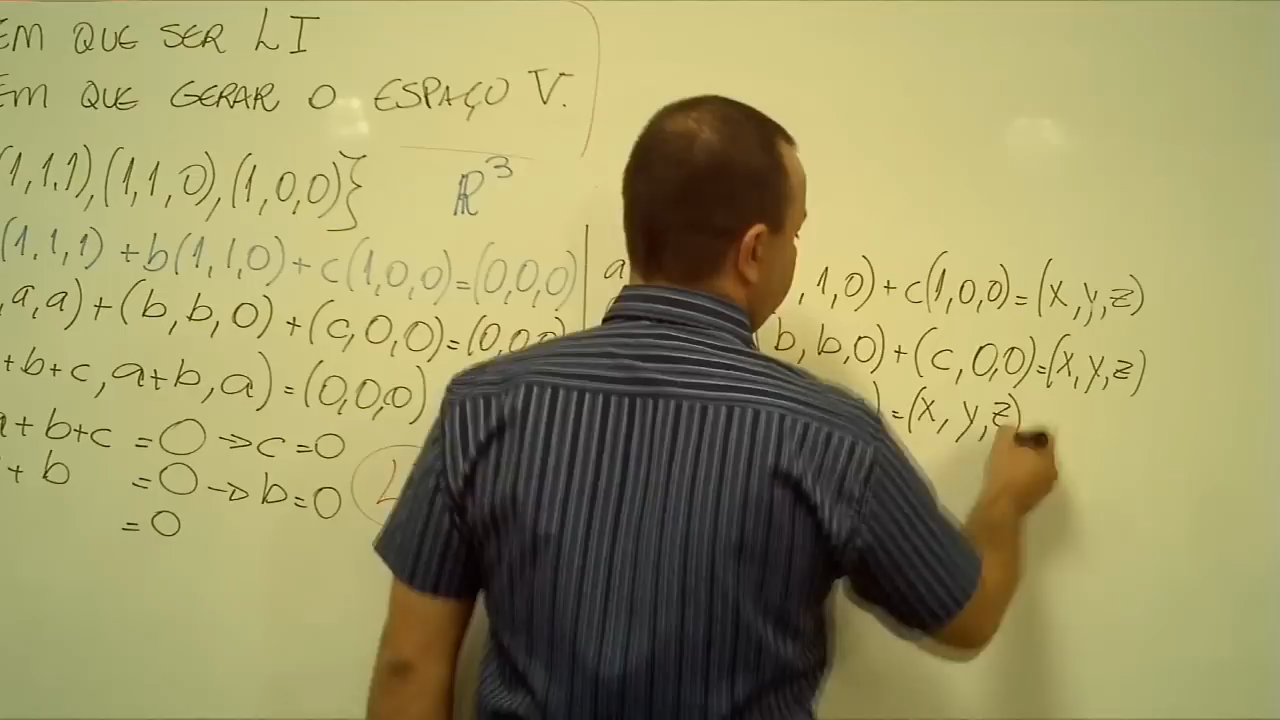 EM QUE SER LI
EM QUE GERAR O ESPAÇO V.
(1,1,1),(1,1,0),(1,0,0)} ℝ³
(1,1,1)+b(1,1,0)+c(1,0,0)=(0,0,0)
,a,a)+(b,b,0)+(c,0,0)=(0,0,0
+b+c,a+b,a)=(0,0,0)
a+b+c =0→c=0
+b =0→b=0
=0
L
a
,1,0)+c(1,0,0)=(x,y,z)
b,b,0)+(c,0,0)=(x,y,z)
)=(x,y,z)